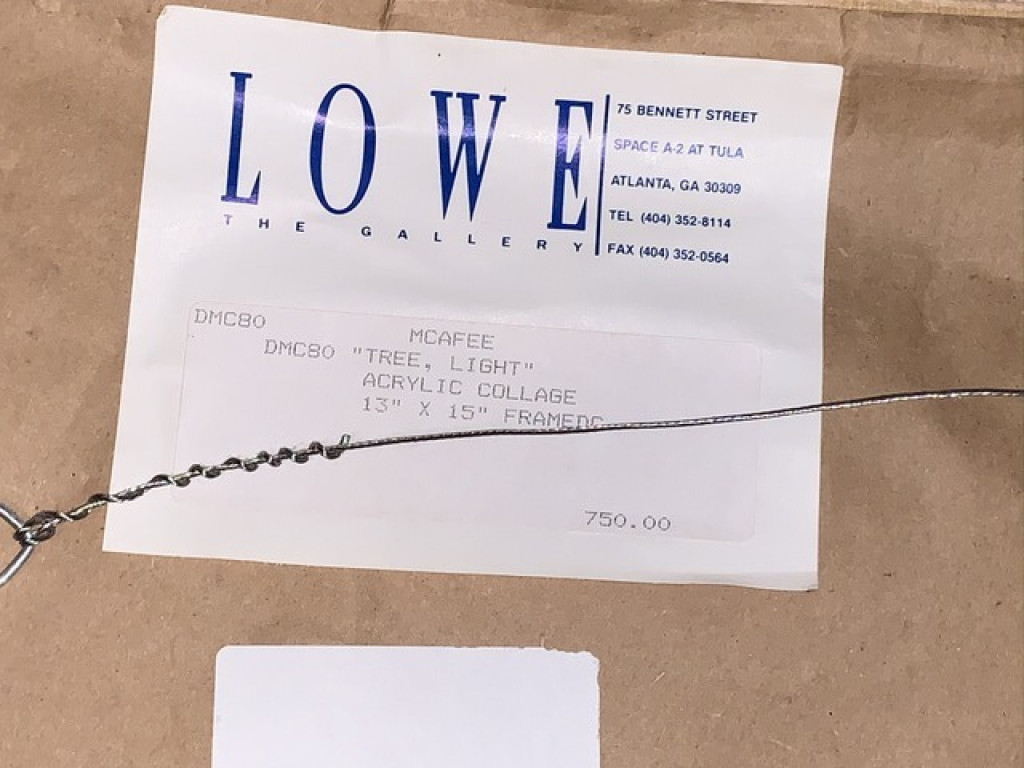 LOWE
THE GALLERY
75 BENNETT STREET
SPACE A-2 AT TULA
ATLANTA, GA 30309
TEL (404) 352-8114
FAX (404) 352-0564
DMC80
MCAFEE
DMC80 "TREE, LIGHT"
ACRYLIC COLLAGE
13" X 15" FRAMEDC
750.00